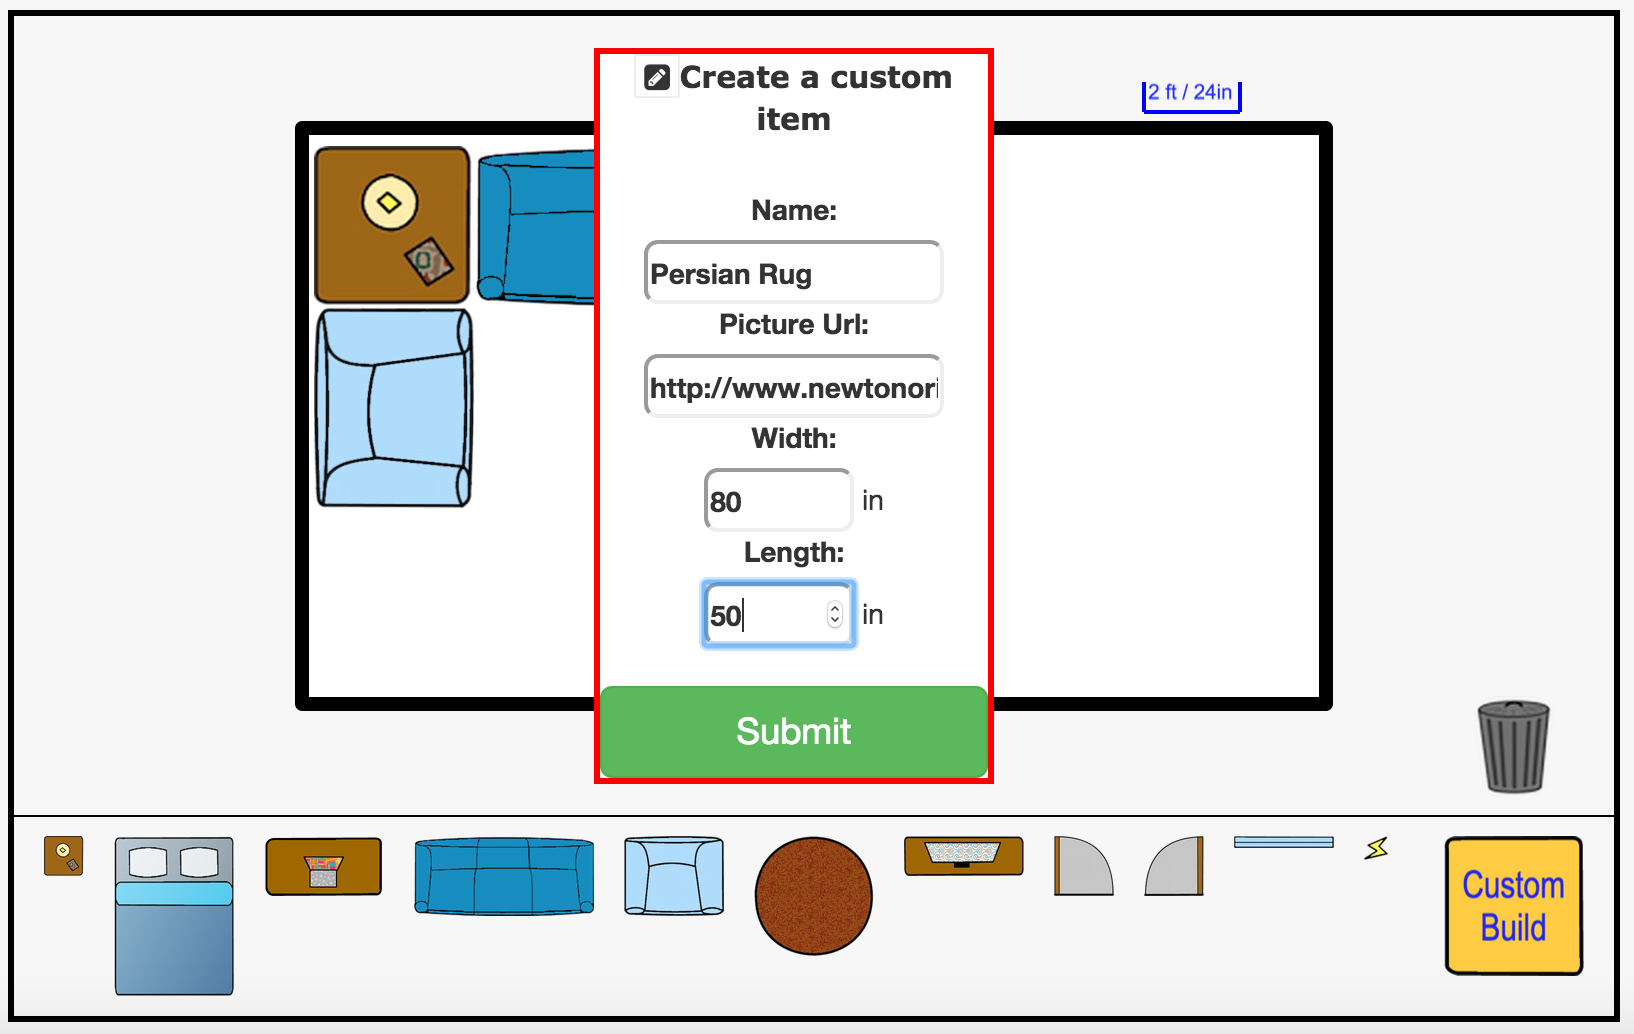 Create a custom
item
2 ft / 24in
Name:
Persian Rug
Picture Url:
http://www.newtonori
Width:
80 in
Length:
50 in
Submit
Custom
Build